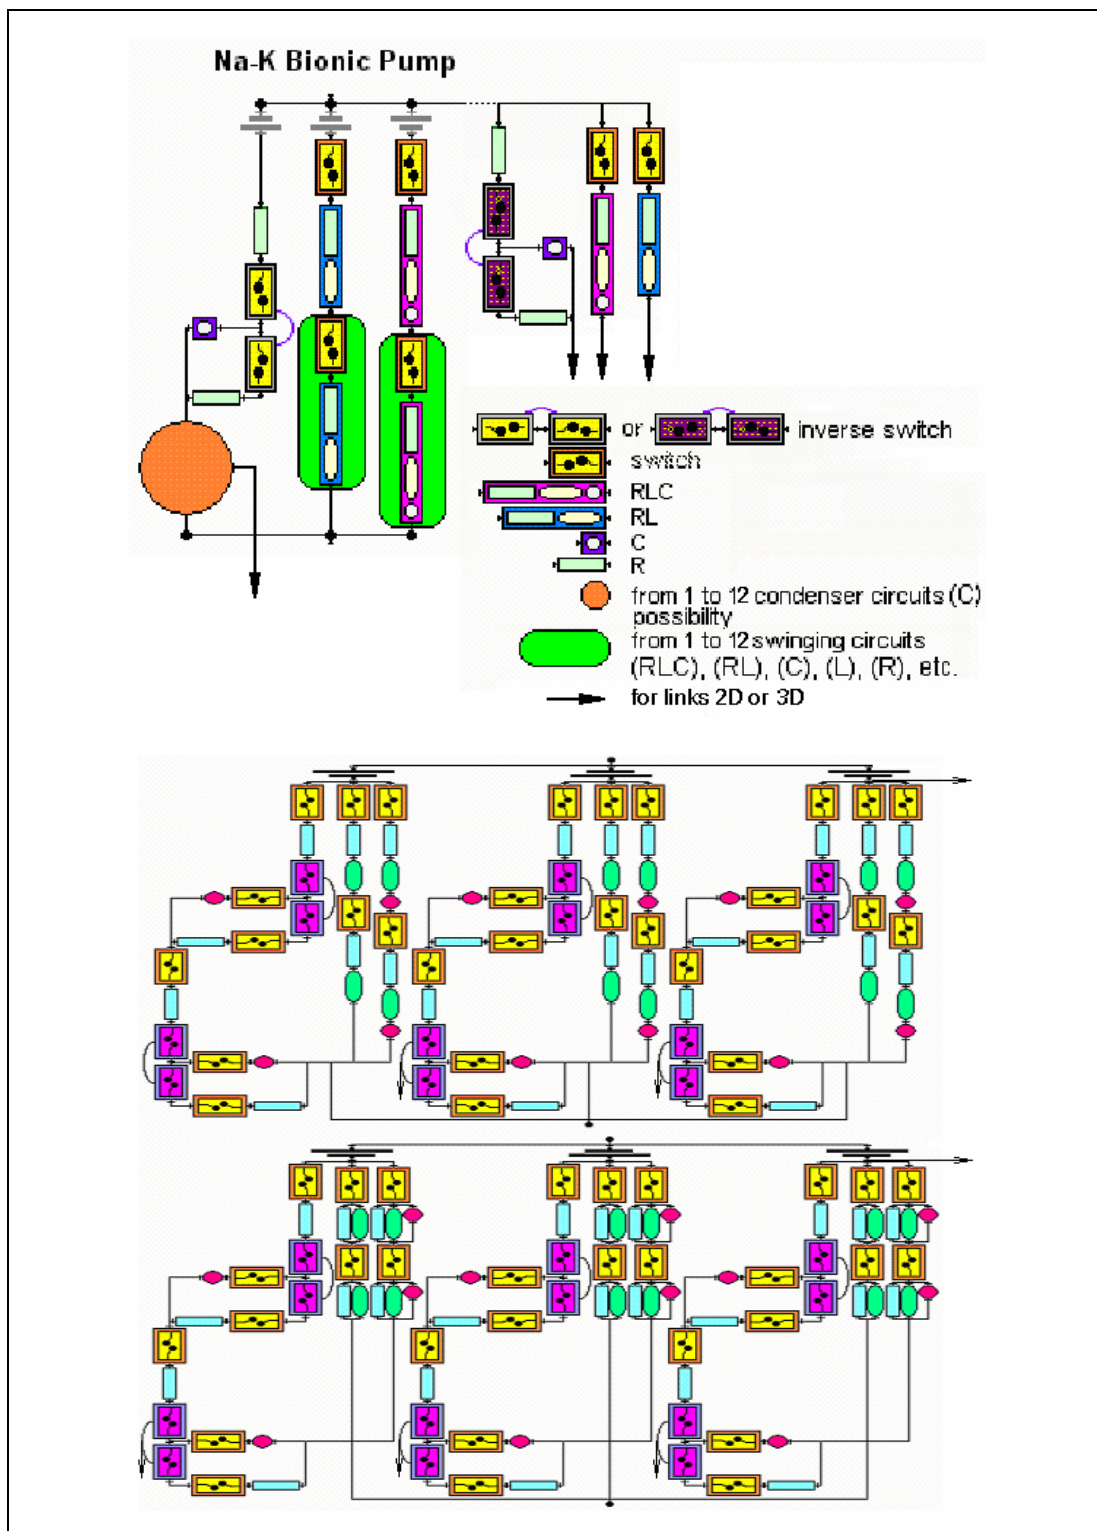 Na-K Bionic Pump
or
inverse switch
switch
RLC
RL
C
R
from 1 to 12 condenser circuits (C)
possibility
from 1 to 12 swinging circuits
(RLC), (RL), (C), (L), (R), etc.
for links 2D or 3D